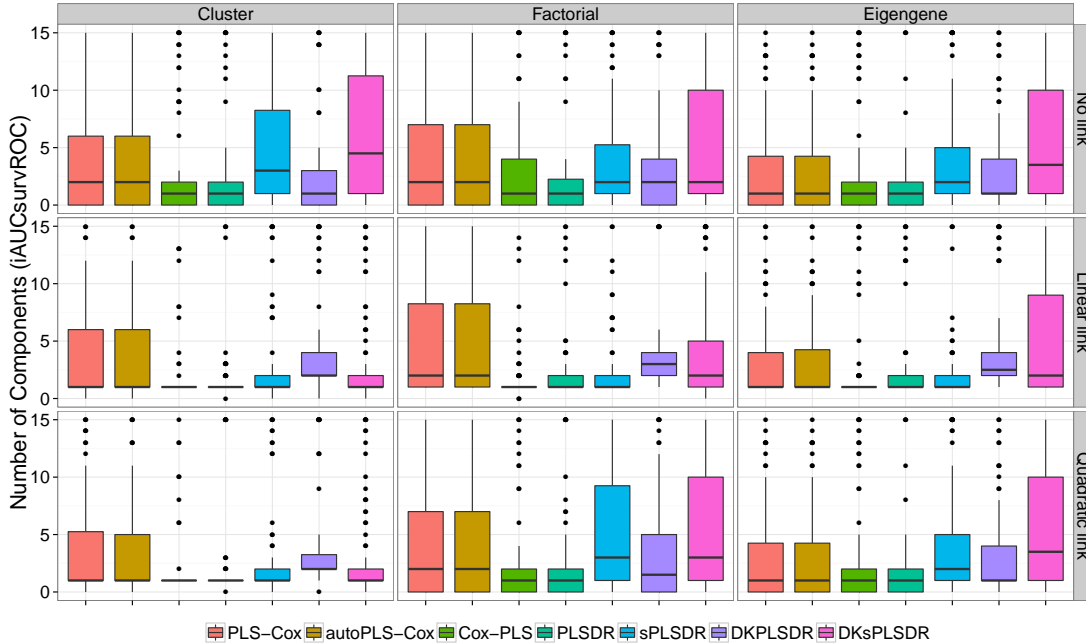 Cluster Factorial Eigengene
Number of Components (iAUCsurvROC)
15
10
5
0
No link
15
10
5
0
Linear link
15
10
5
0
Quadratic link
PLS−Cox autoPLS−Cox Cox−PLS PLSDR sPLSDR DKPLSDR DKsPLSDR